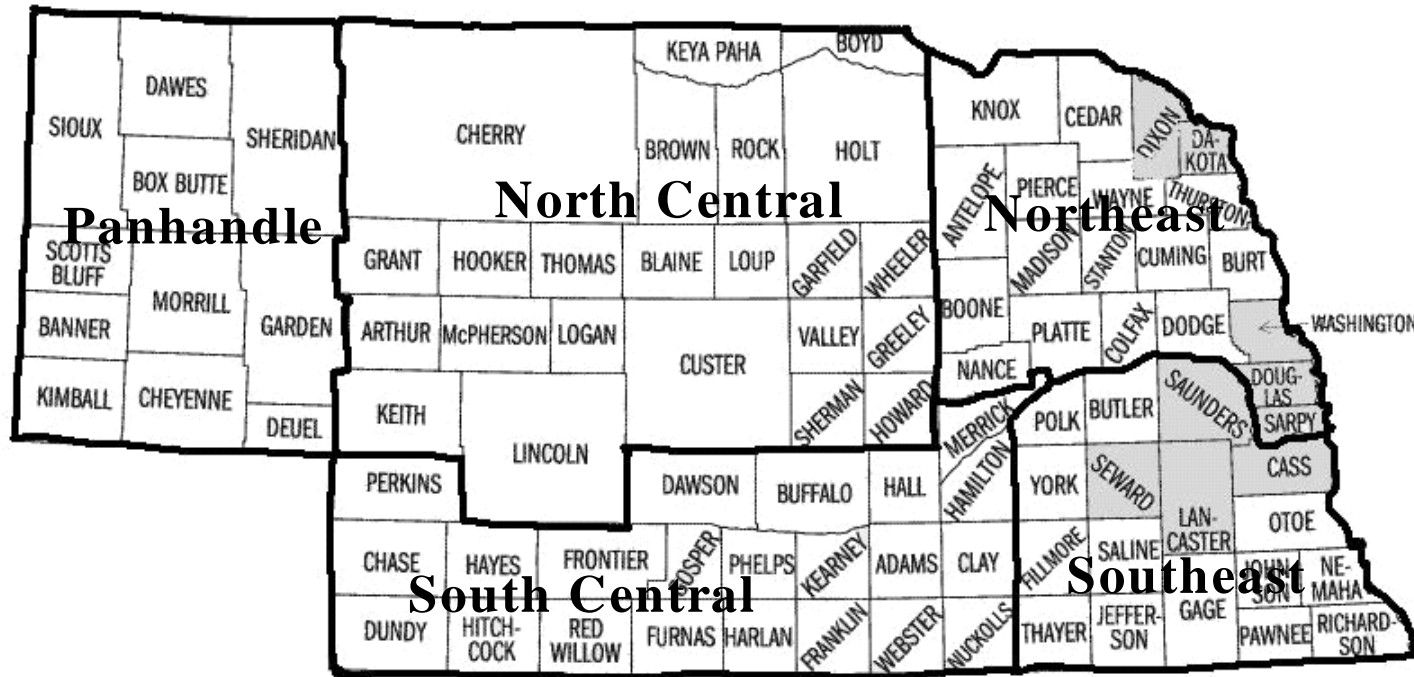 KEYA PAHA
BOYD
DAWES
SIOUX
SHERIDAN
CHERRY
BROWN
ROCK
HOLT
KNOX
CEDAR
DIXON
DA-
KOTA
BOX BUTTE
ANTELOPE
PIERCE
WAYNE
THURSTON
Panhandle
North Central
Northeast
SCOTTS
BLUFF
GRANT
HOOKER
THOMAS
BLAINE
LOUP
GARFIELD
WHEELER
MADISON
STANTON
CUMING
BURT
MORRILL
BANNER
GARDEN
ARTHUR
McPHERSON
LOGAN
CUSTER
VALLEY
GREELEY
BOONE
PLATTE
COLFAX
DODGE
WASHINGTON
KIMBALL
CHEYENNE
DEUEL
KEITH
LINCOLN
SHERMAN
HOWARD
NANCE
MERRICK
POLK
BUTLER
SAUNDERS
DOUG-
LAS
SARPY
PERKINS
DAWSON
BUFFALO
HALL
HAMILTON
YORK
SEWARD
LAN-
CASTER
CASS
OTOE
CHASE
HAYES
FRONTIER
GOSPER
PHELPS
KEARNEY
ADAMS
CLAY
FILLMORE
SALINE
JOHN-
SON
NE-
MAHA
South Central
Southeast
DUNDY
HITCH-
COCK
RED
WILLOW
FURNAS
HARLAN
FRANKLIN
WEBSTER
NUCKOLLS
THAYER
JEFFER-
SON
GAGE
PAWNEE
RICHARD-
SON